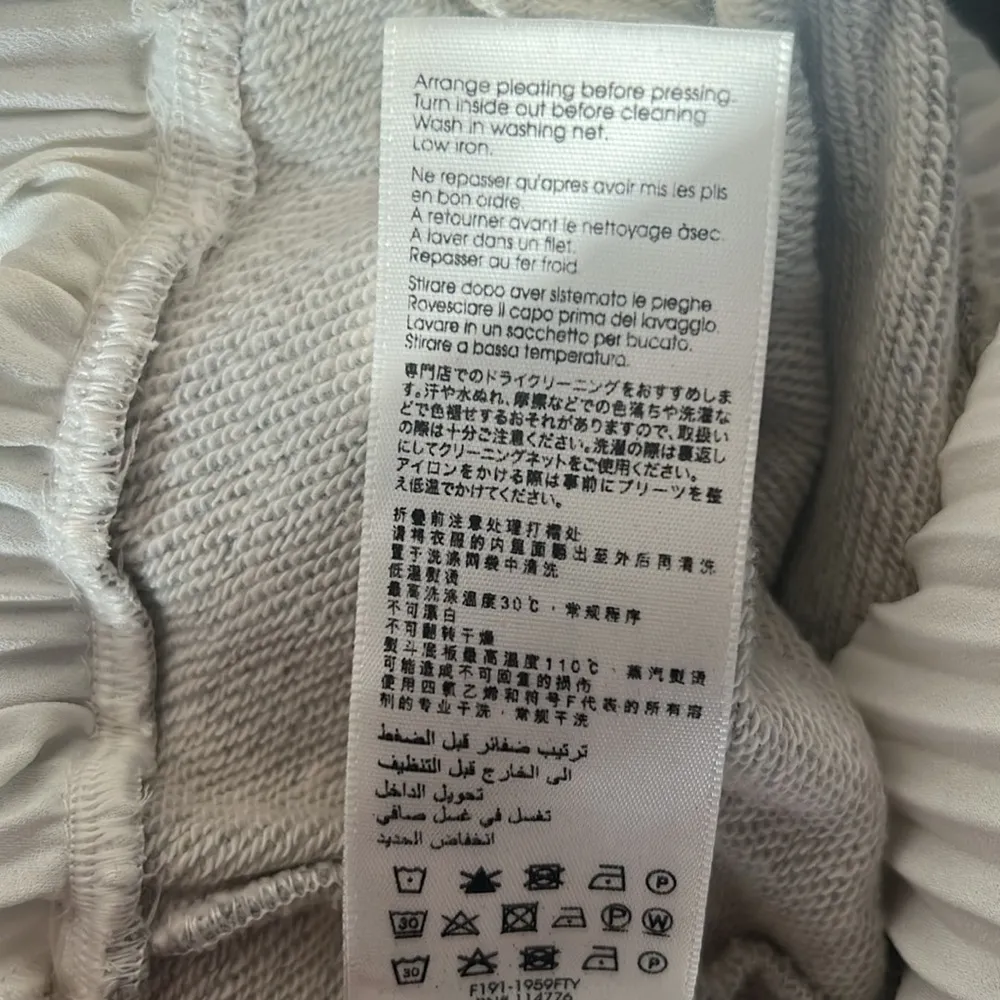 Arrange pleating before pressing.
Turn inside out before cleaning
Wash in washing net.
Low iron.
Ne repasser qu'apres avoir mis les plis
en bon ordre.
A retourner avant le nettoyage àsec.
A laver dans un filet.
Repasser au fer froid
Stirare dopo aver sistemato le pieghe
Rovesciare il capo prima del lavaggio.
Lavare in un sacchetto per bucato.
Stirare a bassa temperatura.
専門店でのドライクリーニングをおすすめしま
す。汗や水ぬれ、摩擦などでの色落ちや洗濯な
どで色褪せするおそれがありますので、取扱い
の際は十分ご注意ください。洗濯の際は裏返し
にしてクリーニングネットをご使用ください。
アイロンをかける際は事前にプリーツを整
え低温でかけてください。
折叠前注意处理打褶处
请将衣服的内里面翻出至外后再清洗
置于洗涤网袋中清洗
低温熨烫
最高洗涤温度30℃，常规程序
不可漂白
不可翻转干燥
熨斗底板最高温度110℃，蒸汽熨烫
可能造成不可回复的损伤
使用四氯乙烯和符号F代表的所有溶
剂的专业干洗，常规干洗
ترتيب ضفائر قبل الضغط
الى الخارج قبل التنظيف
تحويل الداخل
تغسل في غسل صافي
انخفاض الحديد
P
30 P W
30 P
F191-1959FTY
114776